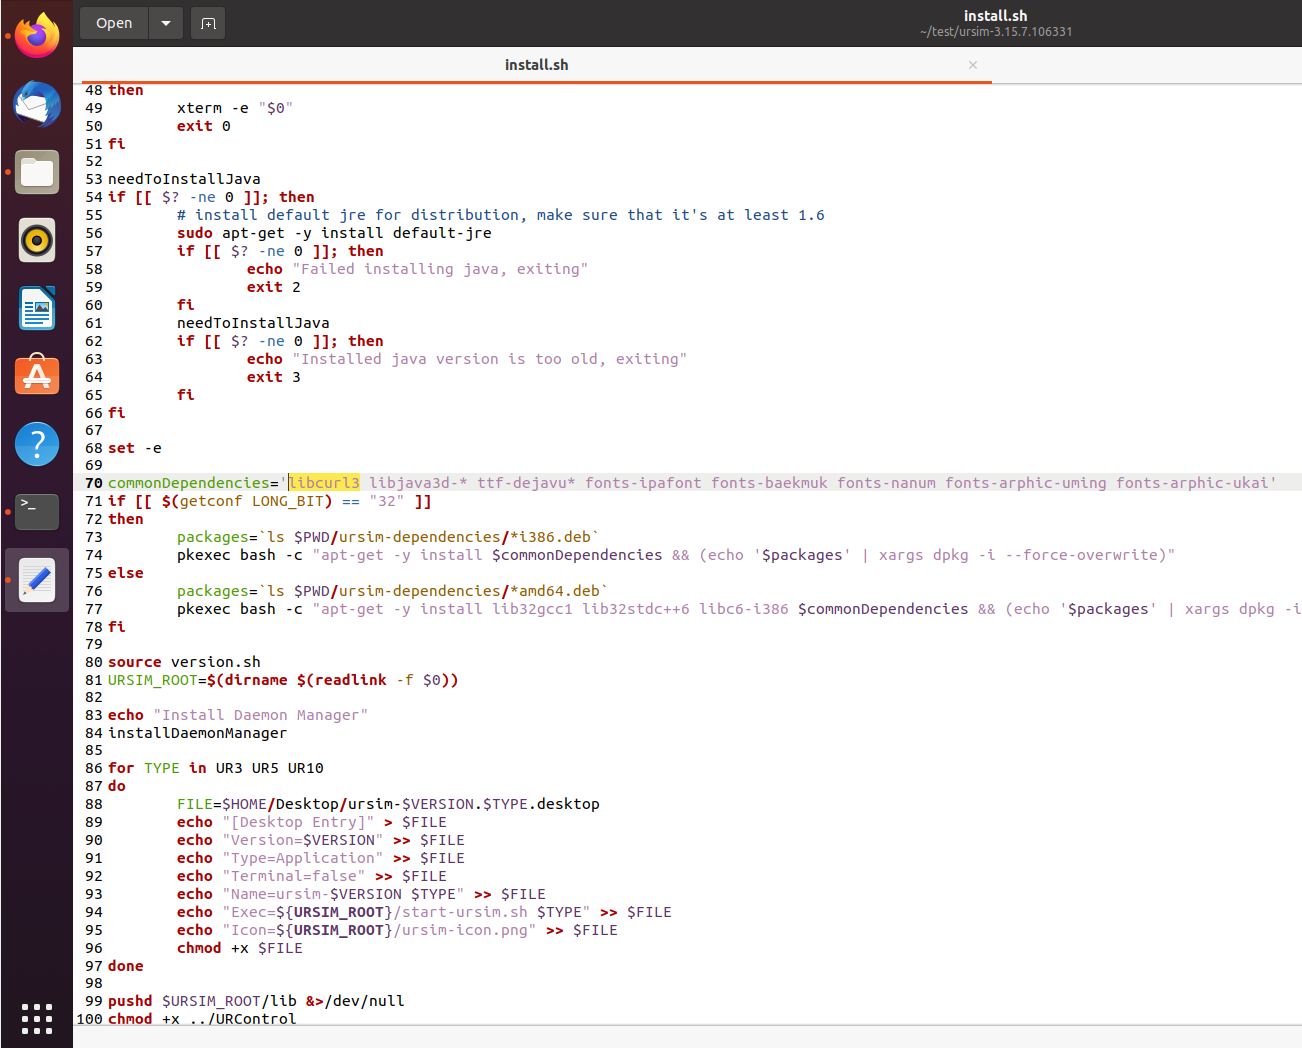 Open
install.sh
~/test/ursim-3.15.7.106331
install.sh
48 then
49 xterm -e "$0"
50 exit 0
51 fi
52
53 needToInstallJava
54 if [[ $? -ne 0 ]]; then
55 # install default jre for distribution, make sure that it's at least 1.6
56 sudo apt-get -y install default-jre
57 if [[ $? -ne 0 ]]; then
58 echo "Failed installing java, exiting"
59 exit 2
60 fi
61 needToInstallJava
62 if [[ $? -ne 0 ]]; then
63 echo "Installed java version is too old, exiting"
64 exit 3
65 fi
66 fi
67
68 set -e
69
70 commonDependencies='libcurl3 libjava3d-* ttf-dejavu* fonts-ipafont fonts-baekmuk fonts-nanum fonts-arphic-uming fonts-arphic-ukai'
71 if [[ $(getconf LONG_BIT) == "32" ]]
72 then
73 packages=`ls $PWD/ursim-dependencies/*i386.deb`
74 pkexec bash -c "apt-get -y install $commonDependencies && (echo '$packages' | xargs dpkg -i --force-overwrite)"
75 else
76 packages=`ls $PWD/ursim-dependencies/*amd64.deb`
77 pkexec bash -c "apt-get -y install lib32gcc1 lib32stdc++6 libc6-i386 $commonDependencies && (echo '$packages' | xargs dpkg -i
78 fi
79
80 source version.sh
81 URSIM_ROOT=$(dirname $(readlink -f $0))
82
83 echo "Install Daemon Manager"
84 installDaemonManager
85
86 for TYPE in UR3 UR5 UR10
87 do
88 FILE=$HOME/Desktop/ursim-$VERSION.$TYPE.desktop
89 echo "[Desktop Entry]" > $FILE
90 echo "Version=$VERSION" >> $FILE
91 echo "Type=Application" >> $FILE
92 echo "Terminal=false" >> $FILE
93 echo "Name=ursim-$VERSION $TYPE" >> $FILE
94 echo "Exec=${URSIM_ROOT}/start-ursim.sh $TYPE" >> $FILE
95 echo "Icon=${URSIM_ROOT}/ursim-icon.png" >> $FILE
96 chmod +x $FILE
97 done
98
99 pushd $URSIM_ROOT/lib &>/dev/null
100 chmod +x ../URControl